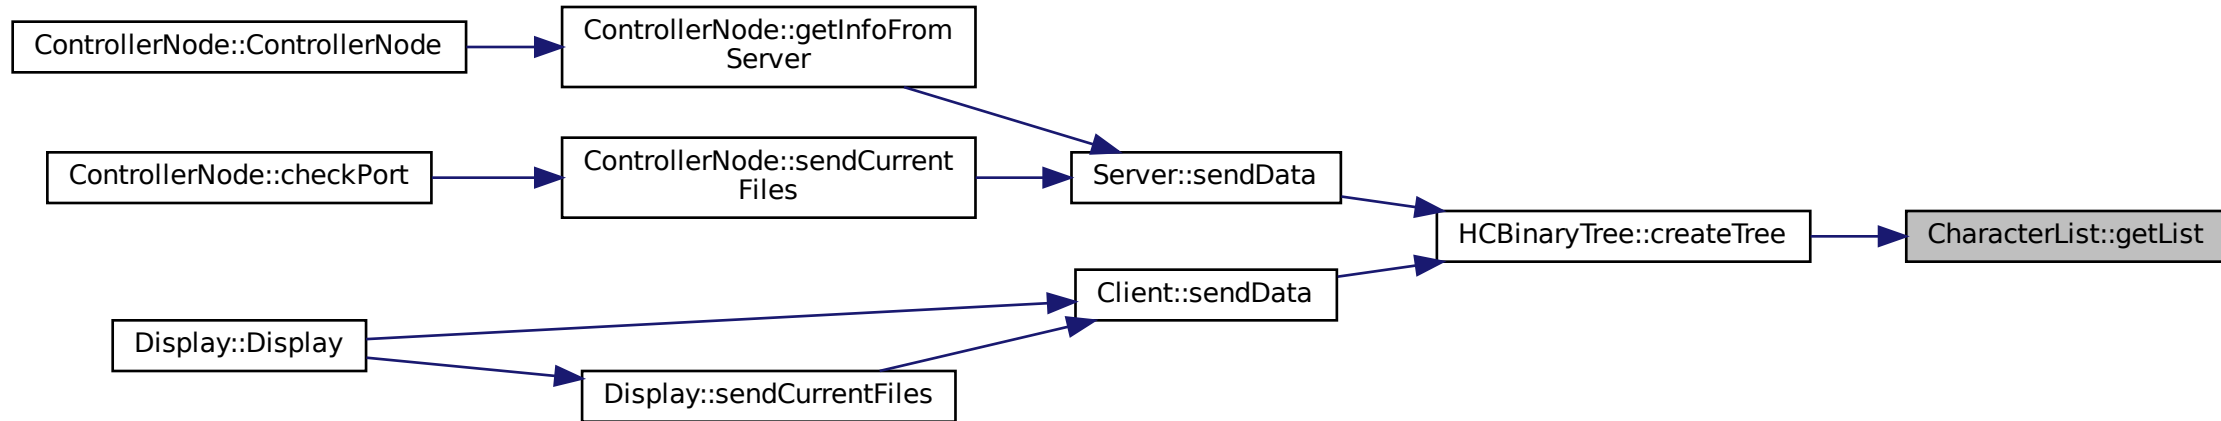 ControllerNode::ControllerNode
ControllerNode::getInfoFrom
Server
ControllerNode::checkPort
ControllerNode::sendCurrent
Files
Server::sendData
HCBinaryTree::createTree
CharacterList::getList
Client::sendData
Display::Display
Display::sendCurrentFiles